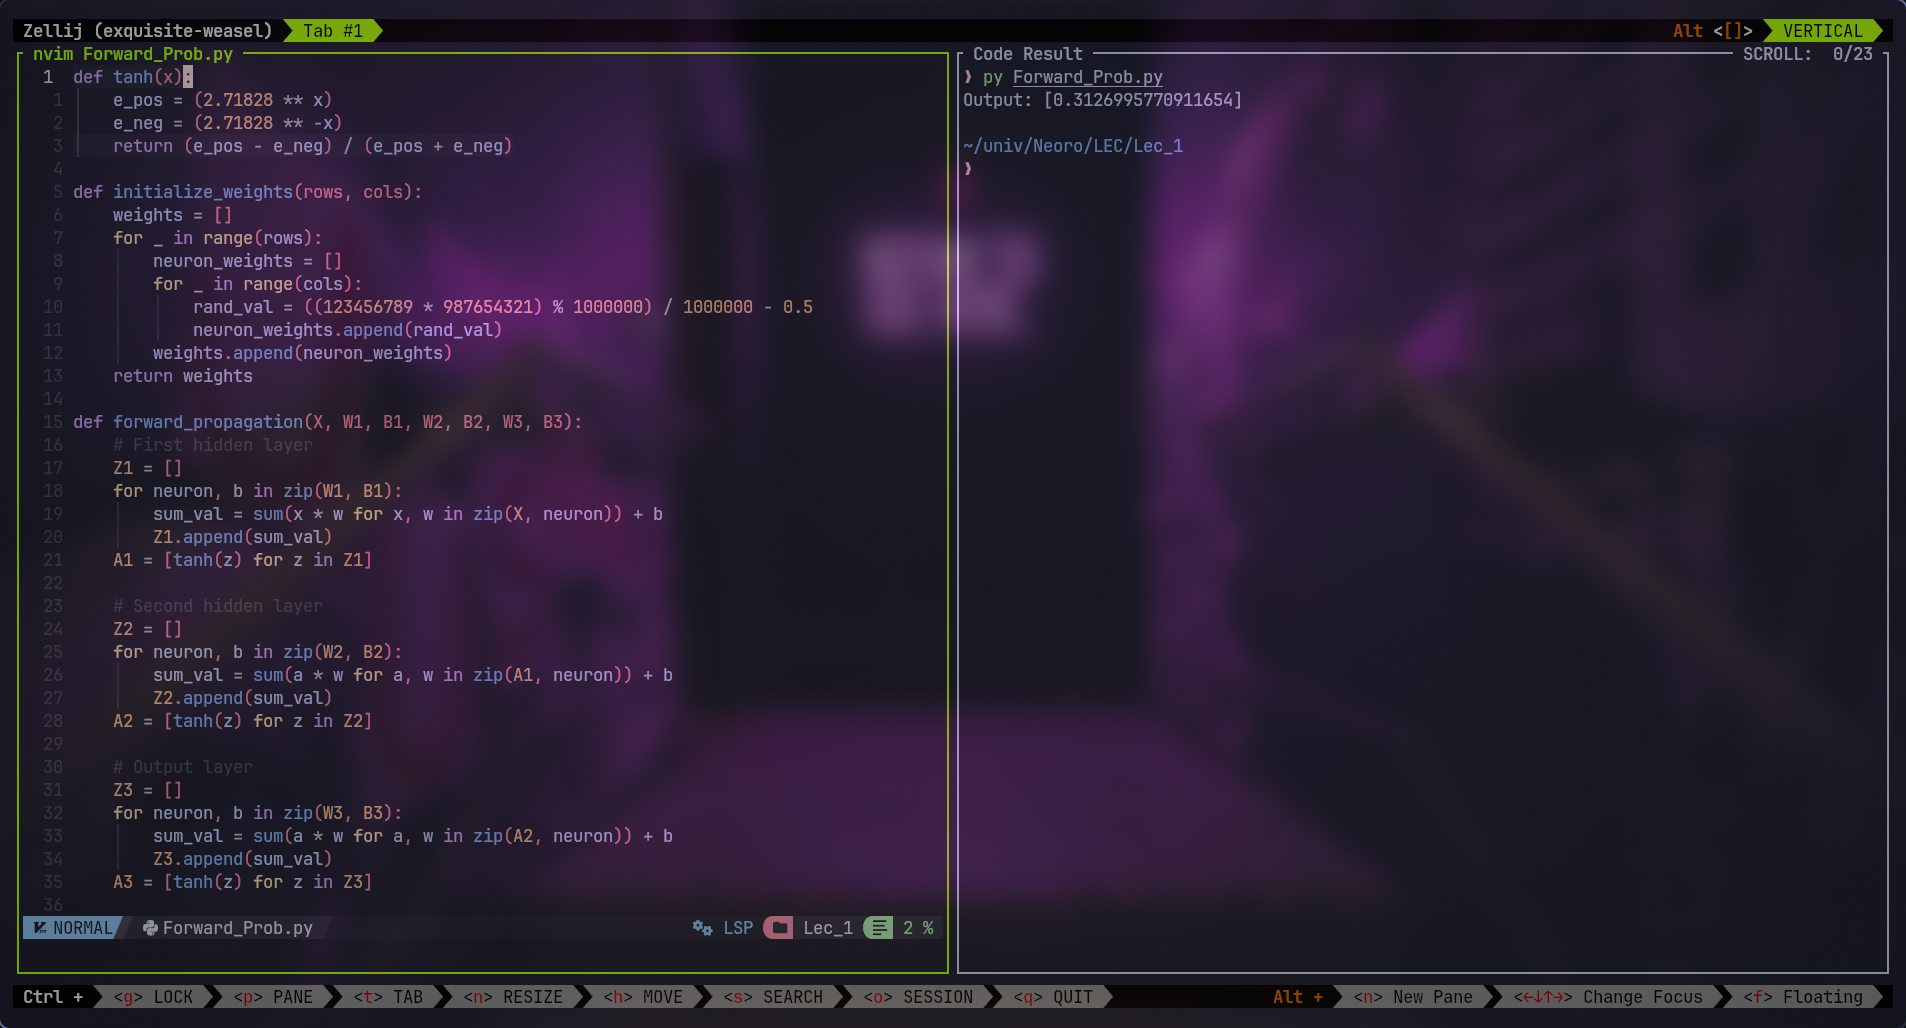 Zellij (exquisite-weasel) Tab #1 Alt <[]> VERTICAL
nvim Forward_Prob.py
1 def tanh(x):
1 e_pos = (2.71828 ** x)
2 e_neg = (2.71828 ** -x)
3 return (e_pos - e_neg) / (e_pos + e_neg)
4
5 def initialize_weights(rows, cols):
6 weights = []
7 for _ in range(rows):
8 neuron_weights = []
9 for _ in range(cols):
10 rand_val = ((123456789 * 987654321) % 1000000) / 1000000 - 0.5
11 neuron_weights.append(rand_val)
12 weights.append(neuron_weights)
13 return weights
14
15 def forward_propagation(X, W1, B1, W2, B2, W3, B3):
16 # First hidden layer
17 Z1 = []
18 for neuron, b in zip(W1, B1):
19 sum_val = sum(x * w for x, w in zip(X, neuron)) + b
20 Z1.append(sum_val)
21 A1 = [tanh(z) for z in Z1]
22
23 # Second hidden layer
24 Z2 = []
25 for neuron, b in zip(W2, B2):
26 sum_val = sum(a * w for a, w in zip(A1, neuron)) + b
27 Z2.append(sum_val)
28 A2 = [tanh(z) for z in Z2]
29
30 # Output layer
31 Z3 = []
32 for neuron, b in zip(W3, B3):
33 sum_val = sum(a * w for a, w in zip(A2, neuron)) + b
34 Z3.append(sum_val)
35 A3 = [tanh(z) for z in Z3]
36
NORMAL Forward_Prob.py LSP Lec_1 2 %
Code Result SCROLL: 0/23
❫ py Forward_Prob.py
Output: [0.3126995770911654]
~/univ/Neoro/LEC/Lec_1
❫
Ctrl + <g> LOCK <p> PANE <t> TAB <n> RESIZE <h> MOVE <s> SEARCH <o> SESSION <q> QUIT Alt + <n> New Pane <←↓↑→> Change Focus <f> Floating